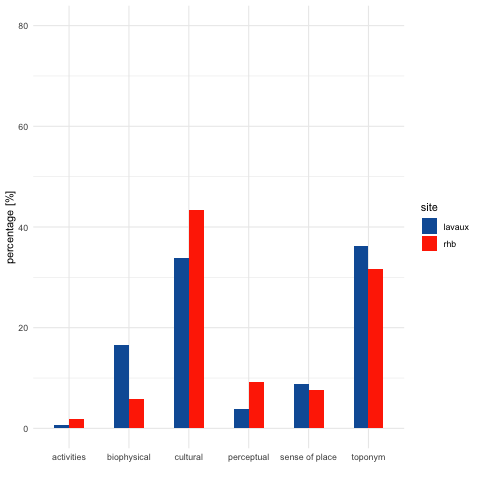 80
60
40
20
0
percentage [%]
activities
biophysical
cultural
perceptual
sense of place
toponym
site
lavaux
rhb